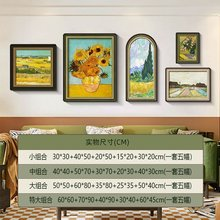 实物尺寸(CM)
小组合 30*30+40*50+20*50+15*20+30*20cm(一套五幅)
中组合 40*40+50*70+30*60+20*30+40*30cm(一套五幅)
大组合 50*50+60*80+35*80+25*35+50*40cm(一套五幅)
特大组合 60*60+70*90+40*90+30*40+60*45cm(一套五幅)